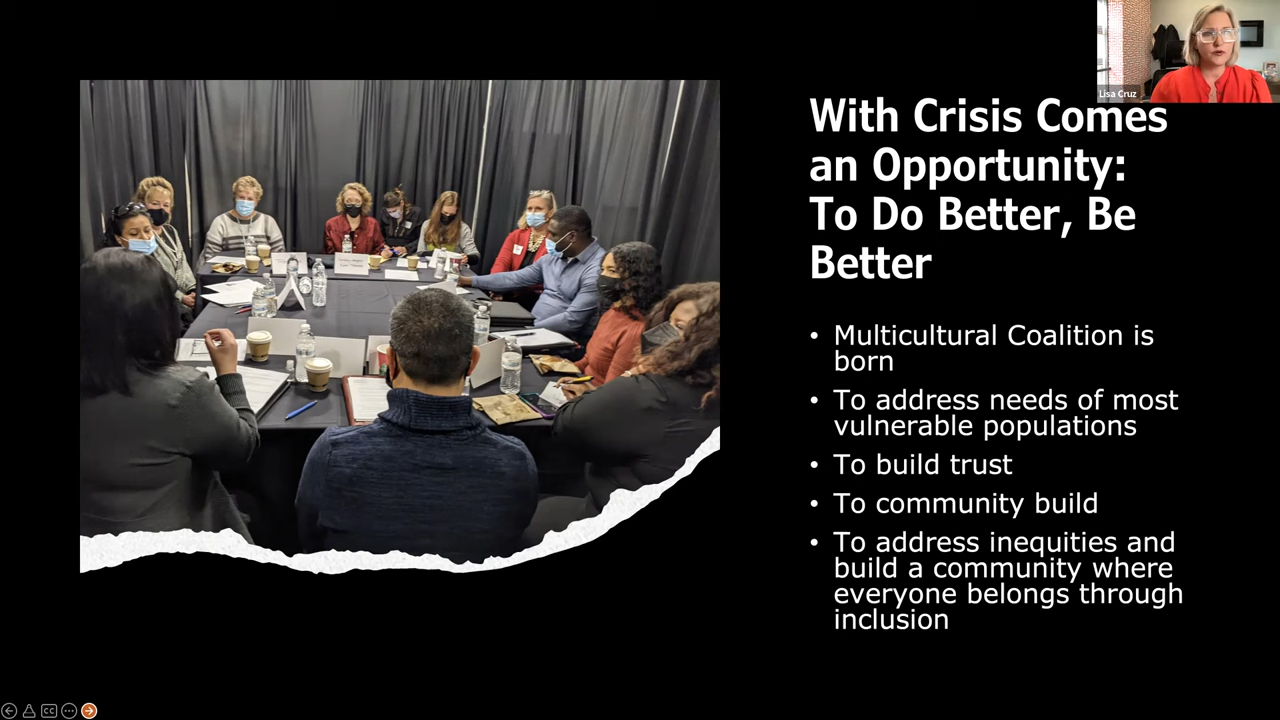 Lisa Cruz
With Crisis Comes
an Opportunity:
To Do Better, Be
Better
• Multicultural Coalition is
born
• To address needs of most
vulnerable populations
• To build trust
• To community build
• To address inequities and
build a community where
everyone belongs through
inclusion
CC